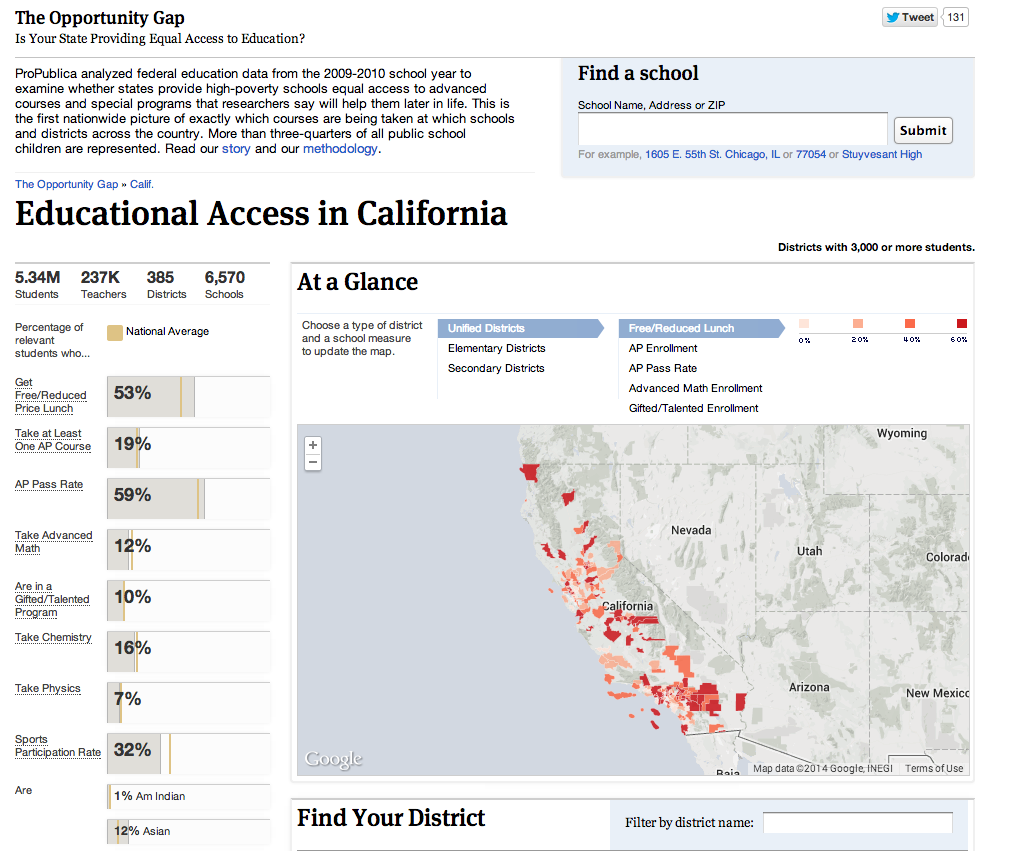 The Opportunity Gap
Tweet
131
Is Your State Providing Equal Access to Education?
ProPublica analyzed federal education data from the 2009-2010 school year to
examine whether states provide high-poverty schools equal access to advanced
courses and special programs that researchers say will help them later in life. This is
the first nationwide picture of exactly which courses are being taken at which schools
and districts across the country. More than three-quarters of all public school
children are represented. Read our story and our methodology.
Find a school
School Name, Address or ZIP
Submit
For example, 1605 E. 55th St. Chicago, IL or 77054 or Stuyvesant High
The Opportunity Gap » Calif.
Educational Access in California
Districts with 3,000 or more students.
5.34M
Students
237K
Teachers
385
Districts
6,570
Schools
Percentage of
relevant
students who...
National Average
Get
Free/Reduced
Price Lunch
53%
Take at Least
One AP Course
19%
AP Pass Rate
59%
Take Advanced
Math
12%
Are in a
Gifted/Talented
Program
10%
Take Chemistry
16%
Take Physics
7%
Sports
Participation Rate
32%
Are
1% Am Indian
12% Asian
At a Glance
Choose a type of district
and a school measure
to update the map.
Unified Districts
Elementary Districts
Secondary Districts
Free/Reduced Lunch
AP Enrollment
AP Pass Rate
Advanced Math Enrollment
Gifted/Talented Enrollment
0%
20%
40%
60%
+
−
Wyoming
Nevada
Utah
Colorad
California
Arizona
New Mexico
Baja
Google
Map data ©2014 Google, INEGI
Terms of Use
Find Your District
Filter by district name: